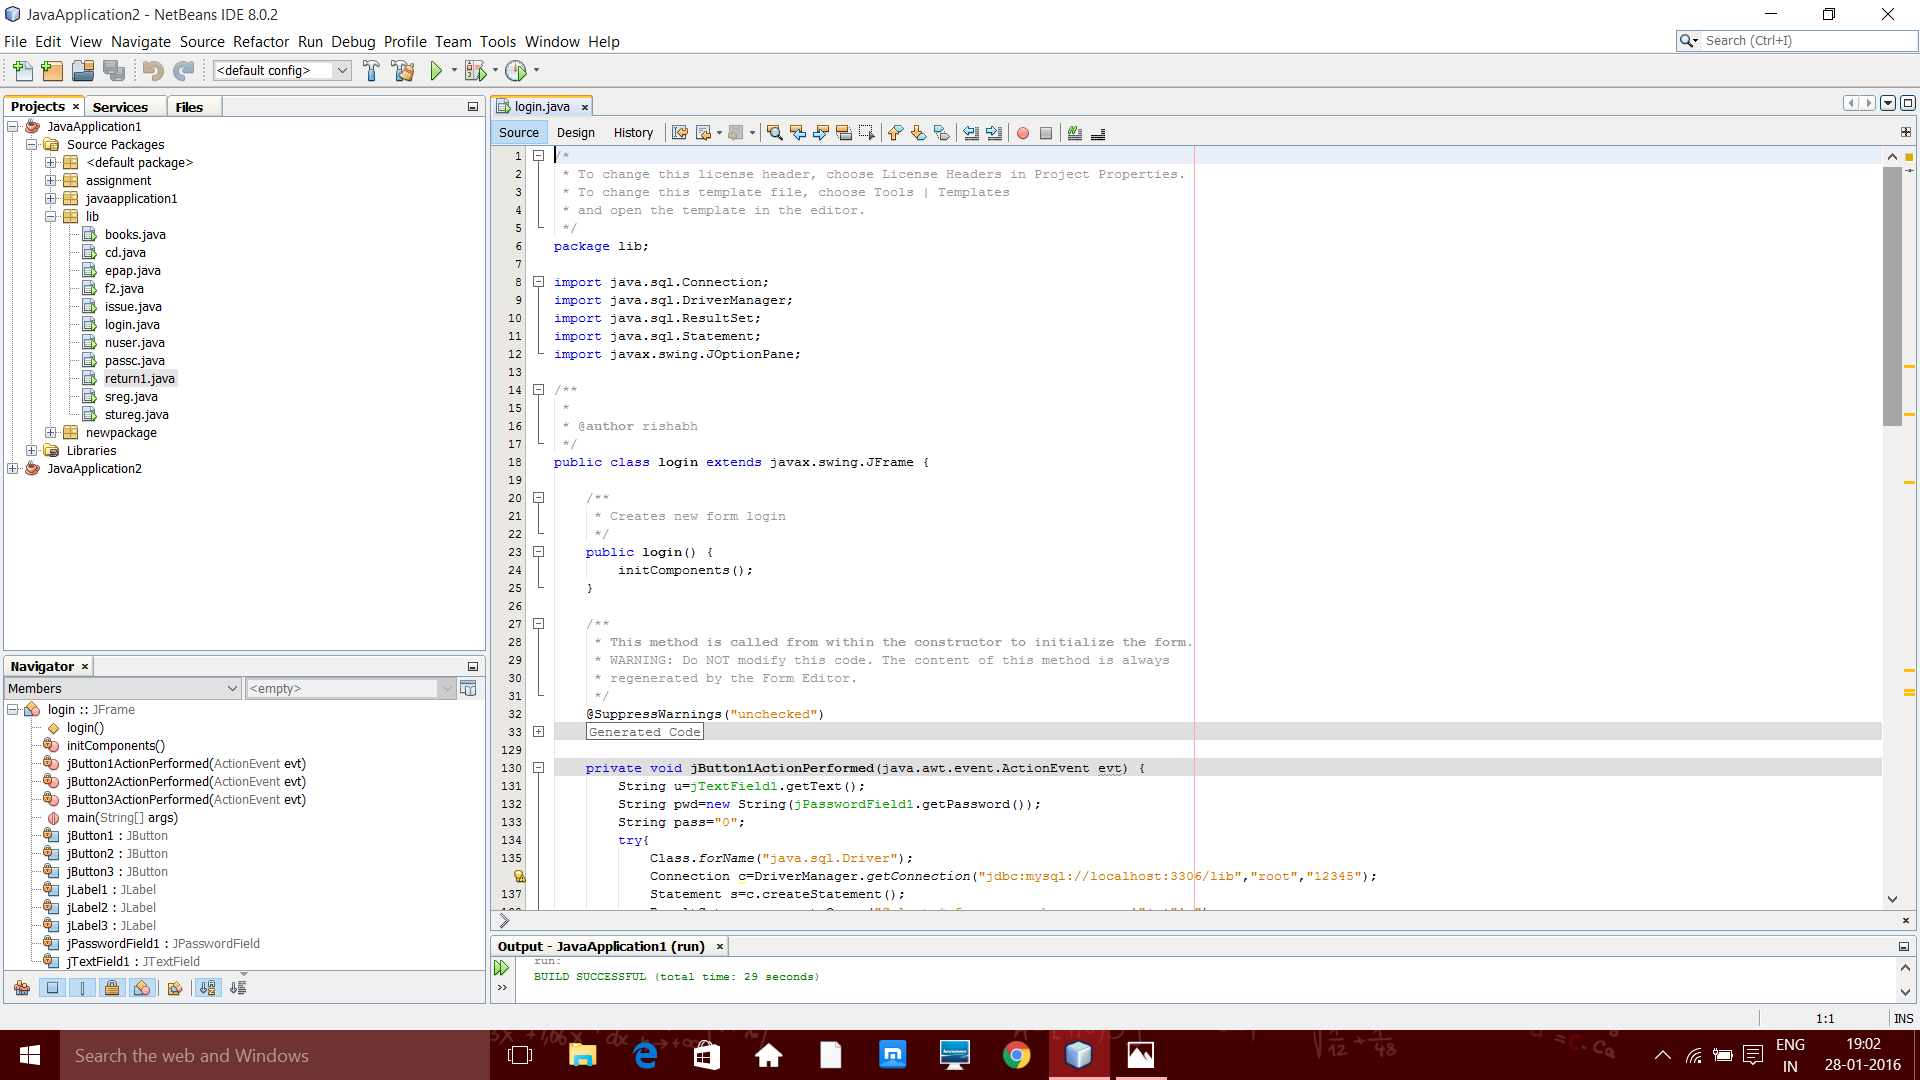 JavaApplication2 - NetBeans IDE 8.0.2
File Edit View Navigate Source Refactor Run Debug Profile Team Tools Window Help
Search (Ctrl+I)
<default config>
Projects × Services Files
JavaApplication1
Source Packages
<default package>
assignment
javaapplication1
lib
books.java
cd.java
epap.java
f2.java
issue.java
login.java
nuser.java
passc.java
return1.java
sreg.java
stureg.java
newpackage
Libraries
JavaApplication2
Navigator ×
Members <empty>
login :: JFrame
login()
initComponents()
jButton1ActionPerformed(ActionEvent evt)
jButton2ActionPerformed(ActionEvent evt)
jButton3ActionPerformed(ActionEvent evt)
main(String[] args)
jButton1 : JButton
jButton2 : JButton
jButton3 : JButton
jLabel1 : JLabel
jLabel2 : JLabel
jLabel3 : JLabel
jPasswordField1 : JPasswordField
jTextField1 : JTextField
login.java ×
Source Design History
1 /*
2 * To change this license header, choose License Headers in Project Properties.
3 * To change this template file, choose Tools | Templates
4 * and open the template in the editor.
5 */
6 package lib;
7
8 import java.sql.Connection;
9 import java.sql.DriverManager;
10 import java.sql.ResultSet;
11 import java.sql.Statement;
12 import javax.swing.JOptionPane;
13
14 /**
15 *
16 * @author rishabh
17 */
18 public class login extends javax.swing.JFrame {
19
20 /**
21 * Creates new form login
22 */
23 public login() {
24 initComponents();
25 }
26
27 /**
28 * This method is called from within the constructor to initialize the form.
29 * WARNING: Do NOT modify this code. The content of this method is always
30 * regenerated by the Form Editor.
31 */
32 @SuppressWarnings("unchecked")
33 Generated Code
129
130 private void jButton1ActionPerformed(java.awt.event.ActionEvent evt) {
131 String u=jTextField1.getText();
132 String pwd=new String(jPasswordField1.getPassword());
133 String pass="0";
134 try{
135 Class.forName("java.sql.Driver");
Connection c=DriverManager.getConnection("jdbc:mysql://localhost:3306/lib","root","12345");
137 Statement s=c.createStatement();
Output - JavaApplication1 (run) ×
run:
BUILD SUCCESSFUL (total time: 29 seconds)
1:1 INS
Search the web and Windows
ENG
IN
19:02
28-01-2016